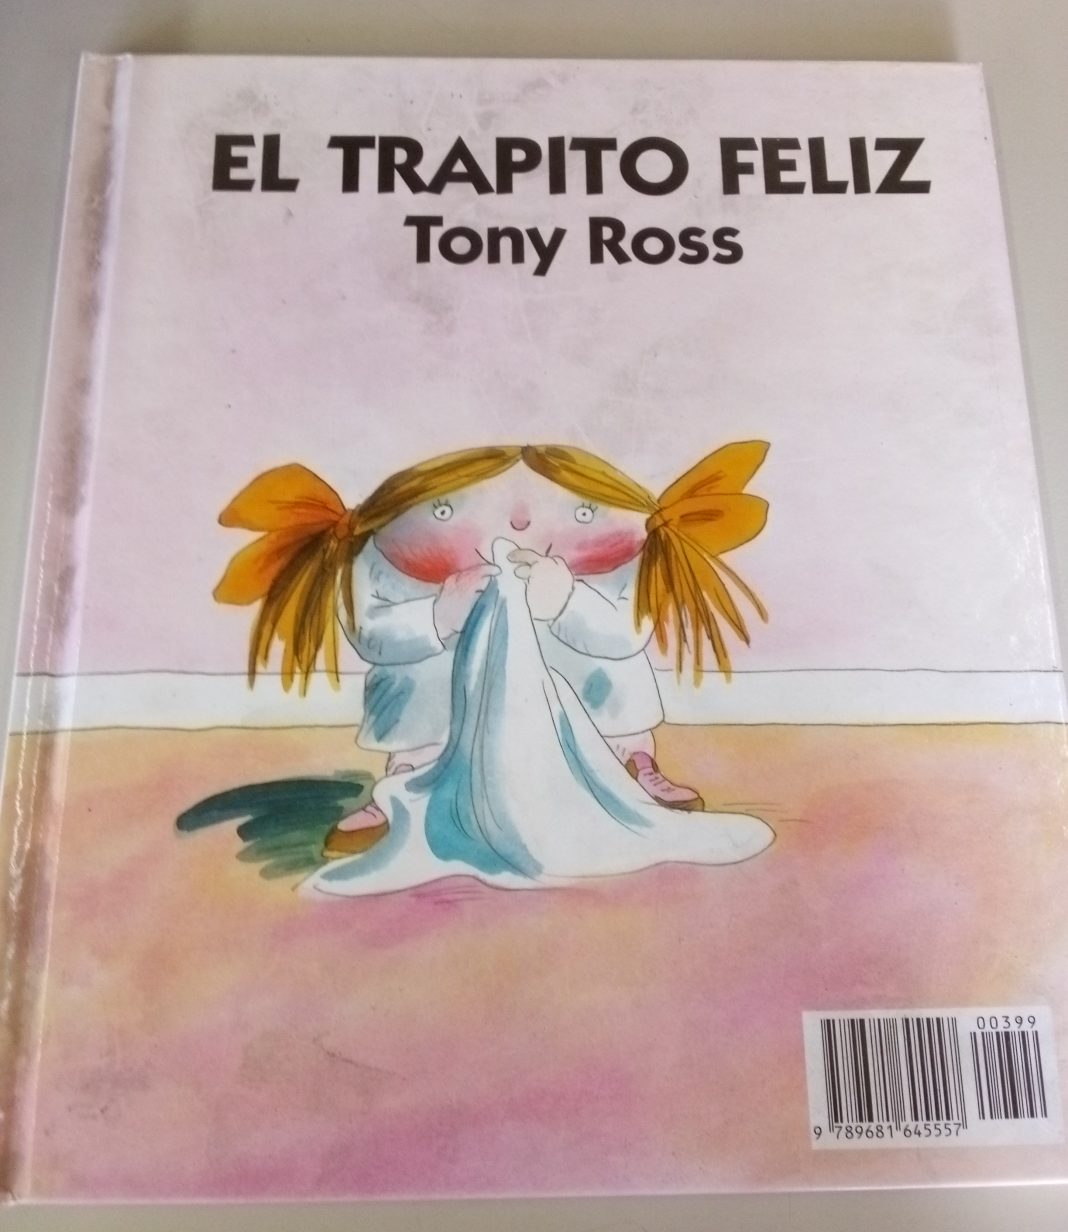 EL TRAPITO FELIZ
Tony Ross
00399
9 789681 645557